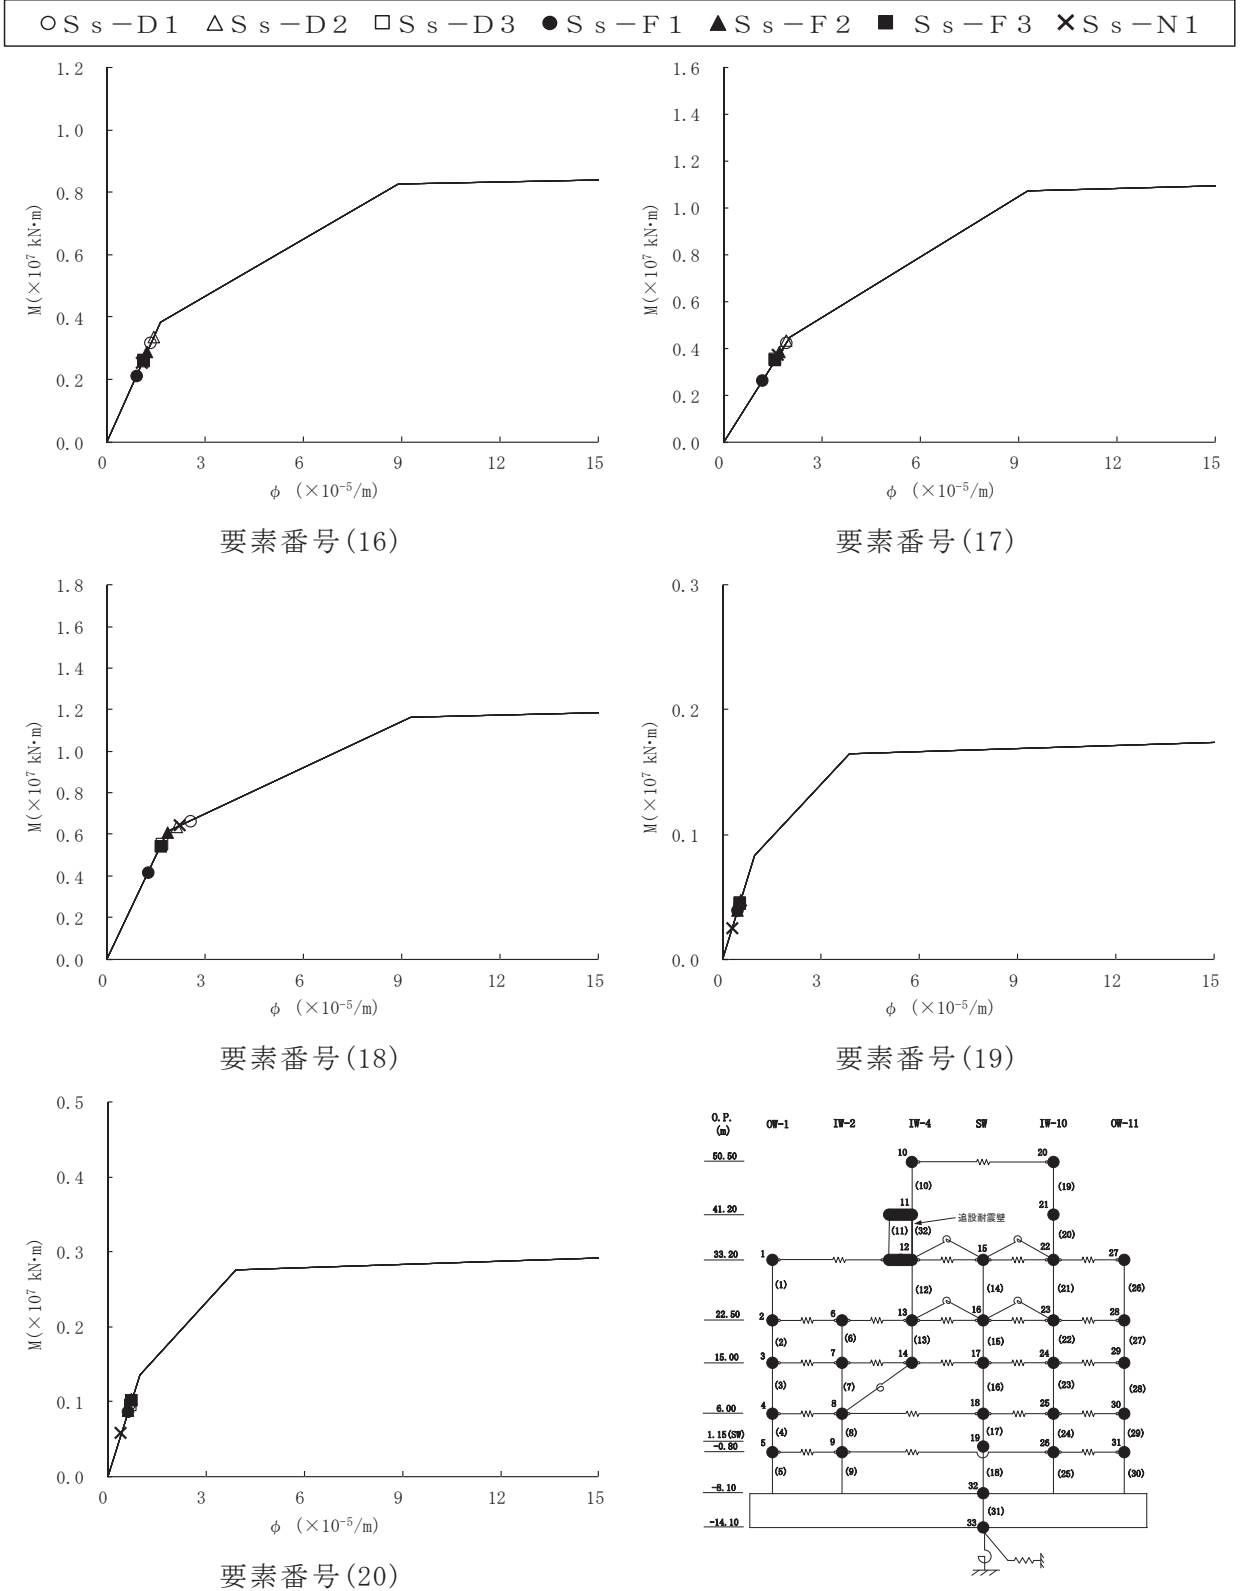 ○Ｓｓ－Ｄ１ △Ｓｓ－Ｄ２ □Ｓｓ－Ｄ３ ●Ｓｓ－Ｆ１ ▲Ｓｓ－Ｆ２ ■ Ｓｓ－Ｆ３ ×Ｓｓ－Ｎ１
1.2
1.0
0.8
0.6
0.4
0.2
0.0
M(×10⁷ kN･m)
0 3 6 9 12 15
φ (×10⁻⁵/m)
要素番号(16)
1.6
1.4
1.2
1.0
0.8
0.6
0.4
0.2
0.0
M(×10⁷ kN･m)
0 3 6 9 12 15
φ (×10⁻⁵/m)
要素番号(17)
1.8
1.6
1.4
1.2
1.0
0.8
0.6
0.4
0.2
0.0
M(×10⁷ kN･m)
0 3 6 9 12 15
φ (×10⁻⁵/m)
要素番号(18)
0.3
0.2
0.1
0.0
M(×10⁷ kN･m)
0 3 6 9 12 15
φ (×10⁻⁵/m)
要素番号(19)
0.5
0.4
0.3
0.2
0.1
0.0
M(×10⁷ kN･m)
0 3 6 9 12 15
φ (×10⁻⁵/m)
要素番号(20)
O.P.
(m)
OW-1 IW-2 IW-4 SW IW-10 OW-11
50.50 10 20
(10) (19)
41.20 11 21
(11) (32) 追設耐震壁 (20)
33.20 1 12 15 22 27
(1) (12) (14) (21) (26)
22.50 2 6 13 16 23 28
(2) (6) (13) (15) (22) (27)
15.00 3 7 14 17 24 29
(3) (7) (16) (23) (28)
6.00 4 8 18 25 30
(4) (8) (17) (24) (29)
1.15(SW) 19
-0.80 5 9 26 31
(5) (9) (18) (25) (30)
-8.10 32
(31)
-14.10 33